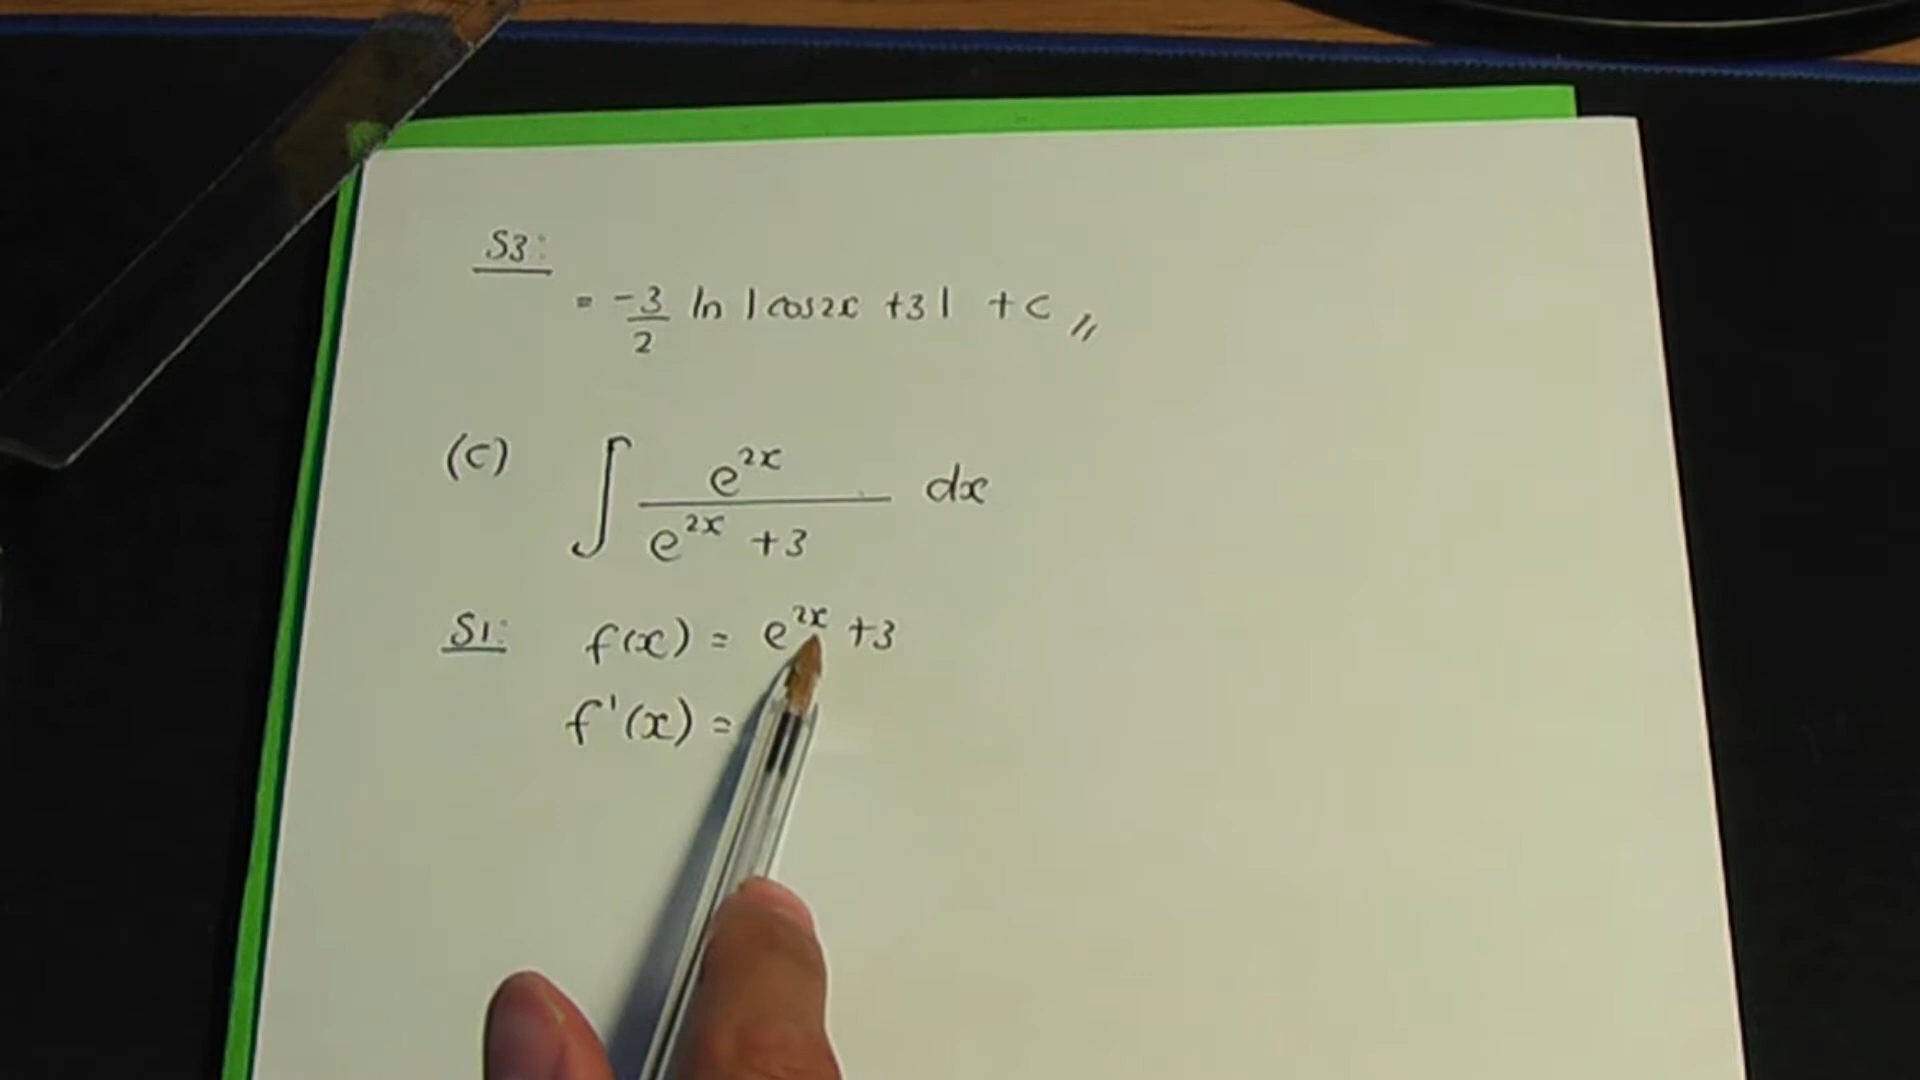 S3:
= -3/2 ln |cos2x +3| + c //
(c) ∫ e^2x / (e^2x +3) dx
S1: f(x) = e^2x +3
f'(x) =